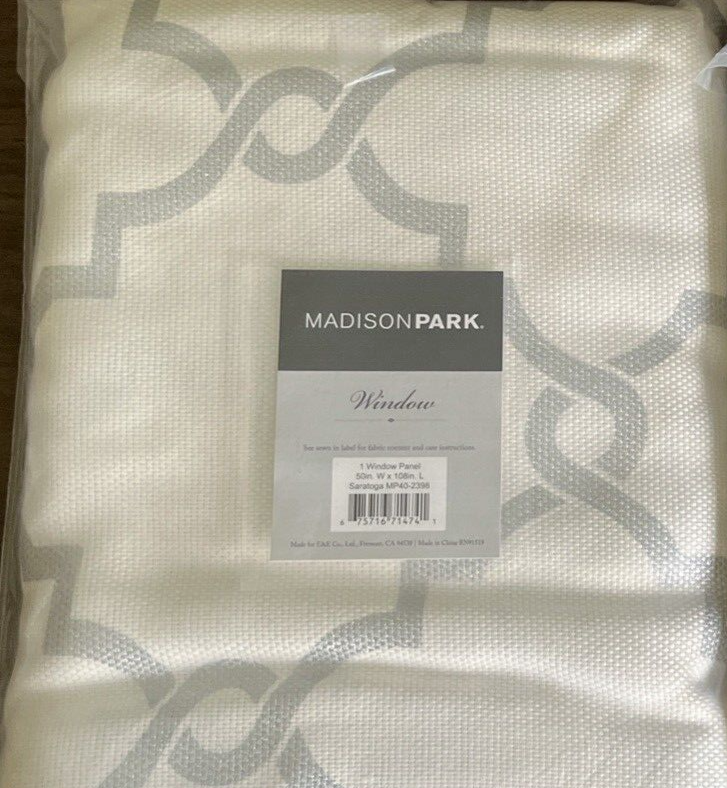 MADISONPARK®
Window
See sewn in label for fabric content and care instructions.
1 Window Panel
50in. W x 108in. L
Saratoga MP40-2398
6 75716 71474 1
Made for E&E Co., Ltd., Fremont, CA 94538 | Made in China